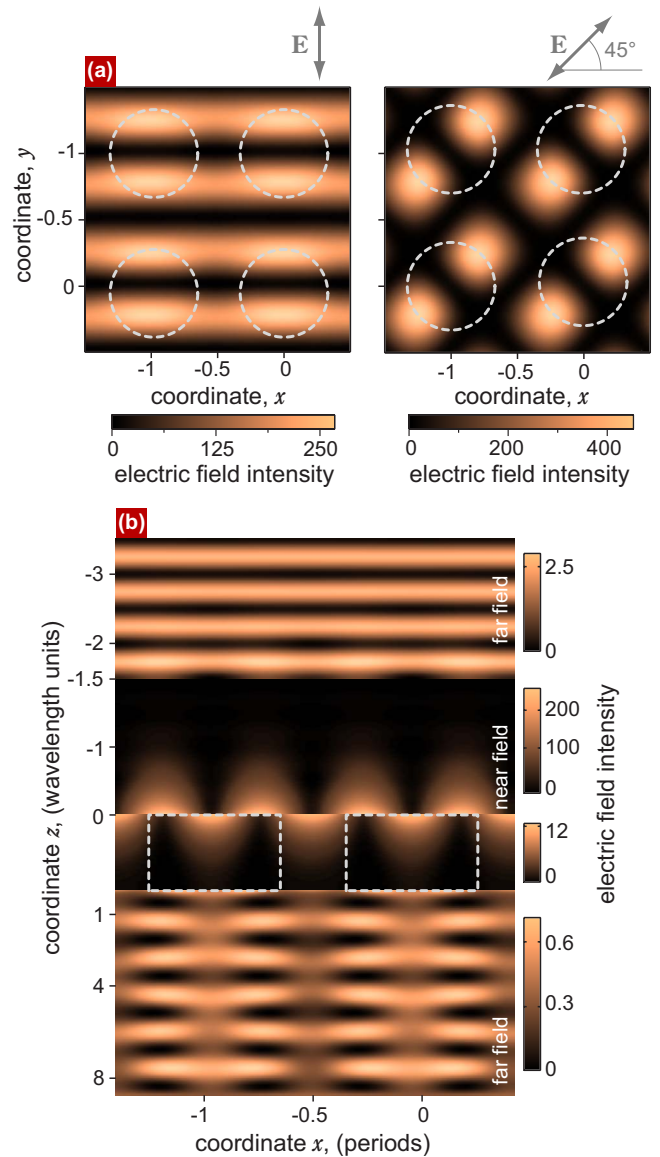 E
E
45°
(a)
coordinate, y
-1
-0.5
0
-1
-0.5
0
coordinate, x
-1
-0.5
0
coordinate, x
0
125
250
electric field intensity
0
200
400
electric field intensity
(b)
coordinate z, (wavelength units)
-3
-2
-1.5
-1
0
1
4
8
far field
near field
far field
2.5
0
200
100
0
12
0
0.6
0.3
0
electric field intensity
-1
-0.5
0
coordinate x, (periods)